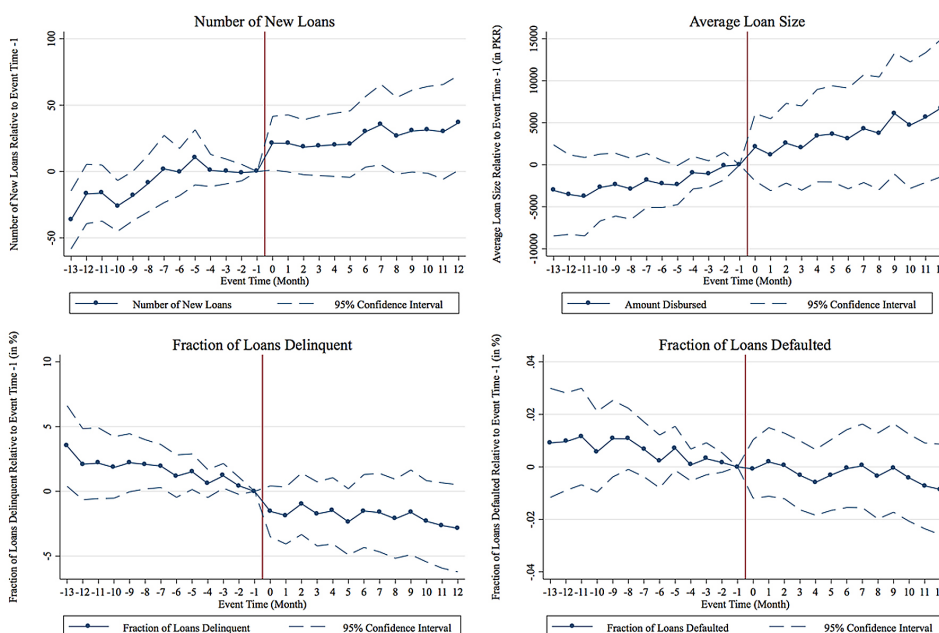 Number of New Loans
Number of New Loans Relative to Event Time -1
100
50
0
-50
-13 -12 -11 -10 -9 -8 -7 -6 -5 -4 -3 -2 -1 0 1 2 3 4 5 6 7 8 9 10 11 12
Event Time (Month)
Number of New Loans 95% Confidence Interval
Average Loan Size
Average Loan Size Relative to Event Time -1 (in PKR)
15000
10000
5000
0
-5000
-10000
-13 -12 -11 -10 -9 -8 -7 -6 -5 -4 -3 -2 -1 0 1 2 3 4 5 6 7 8 9 10 11
Event Time (Month)
Amount Disbursed 95% Confidence Interval
Fraction of Loans Delinquent
Fraction of Loans Delinquent Relative to Event Time -1 (in %)
10
5
0
-5
-13 -12 -11 -10 -9 -8 -7 -6 -5 -4 -3 -2 -1 0 1 2 3 4 5 6 7 8 9 10 11 12
Event Time (Month)
Fraction of Loans Delinquent 95% Confidence Interval
Fraction of Loans Defaulted
Fraction of Loans Defaulted Relative to Event Time -1 (in %)
.04
.02
0
-.02
-.04
-13 -12 -11 -10 -9 -8 -7 -6 -5 -4 -3 -2 -1 0 1 2 3 4 5 6 7 8 9 10 11
Event Time (Month)
Fraction of Loans Defaulted 95% Confidence Interval